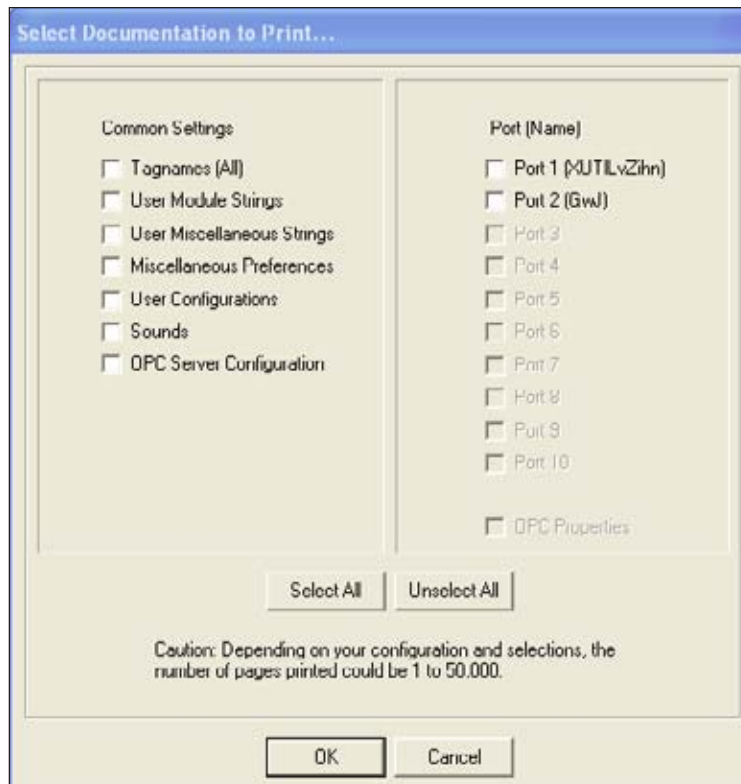 Select Documentation to Print...
Common Settings
Tagnames (All)
User Module Strings
User Miscellaneous Strings
Miscellaneous Preferences
User Configurations
Sounds
OPC Server Configuration
Port (Name)
Port 1 (XUTILvZihn)
Port 2 (GwJ)
Port 3
Port 4
Port 5
Port 6
Port 7
Port 8
Port 9
Port 10
OPC Properties
Select All
Unselect All
Caution: Depending on your configuration and selections, the
number of pages printed could be 1 to 50.000.
OK
Cancel